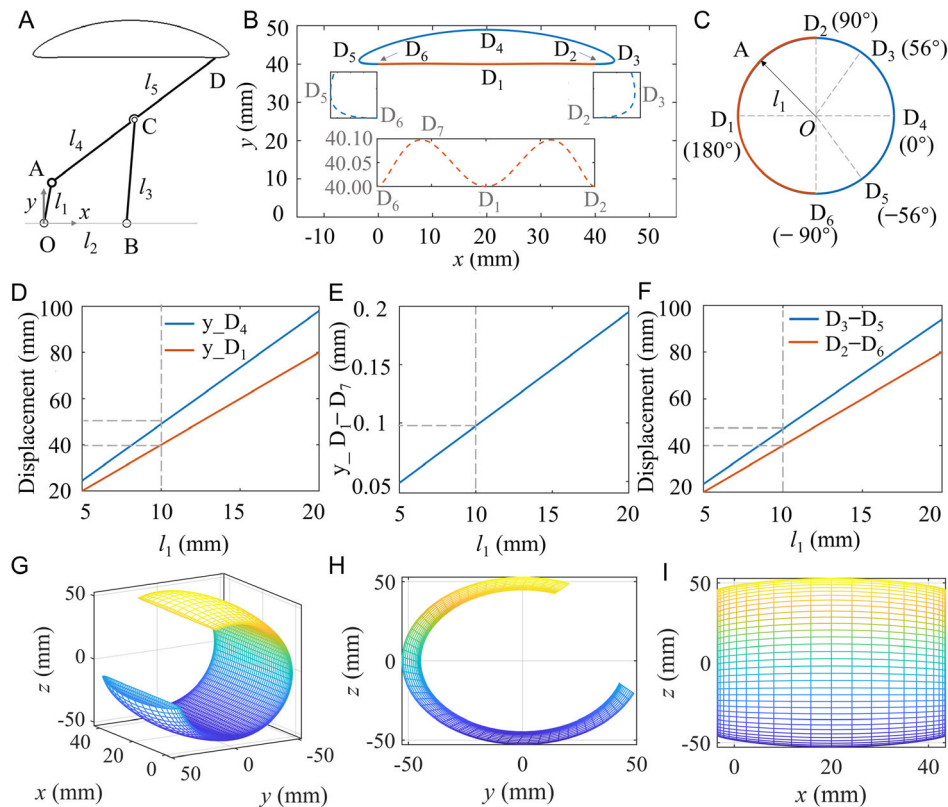 A
D
l₅
C
l₄
A
l₃
y
l₁
x
O
l₂
B
B
50
40
30
20
10
0
y (mm)
D₅
D₆
D₄
D₂
D₃
D₁
D₅
D₆
D₃
D₂
40.10
40.05
40.00
D₇
D₆
D₁
D₂
-10
0
10
20
30
40
50
x (mm)
C
D₂ (90°)
A
D₃ (56°)
l₁
D₁
(180°)
O
D₄
(0°)
D₅
(−56°)
D₆
(− 90°)
D
Displacement (mm)
100
80
60
40
20
y_D₄
y_D₁
5
10
15
20
l₁ (mm)
E
y_ D₁− D₇ (mm)
0. 2
0.15
0.1
0.05
5
10
15
20
l₁ (mm)
F
Displacement (mm)
100
80
60
40
20
D₃−D₅
D₂−D₆
5
10
15
20
l₁ (mm)
G
z (mm)
50
0
-50
40
20
0
x (mm)
50
0
-50
y (mm)
H
z (mm)
50
0
-50
-50
0
50
y (mm)
I
z (mm)
50
0
-50
0
20
40
x (mm)